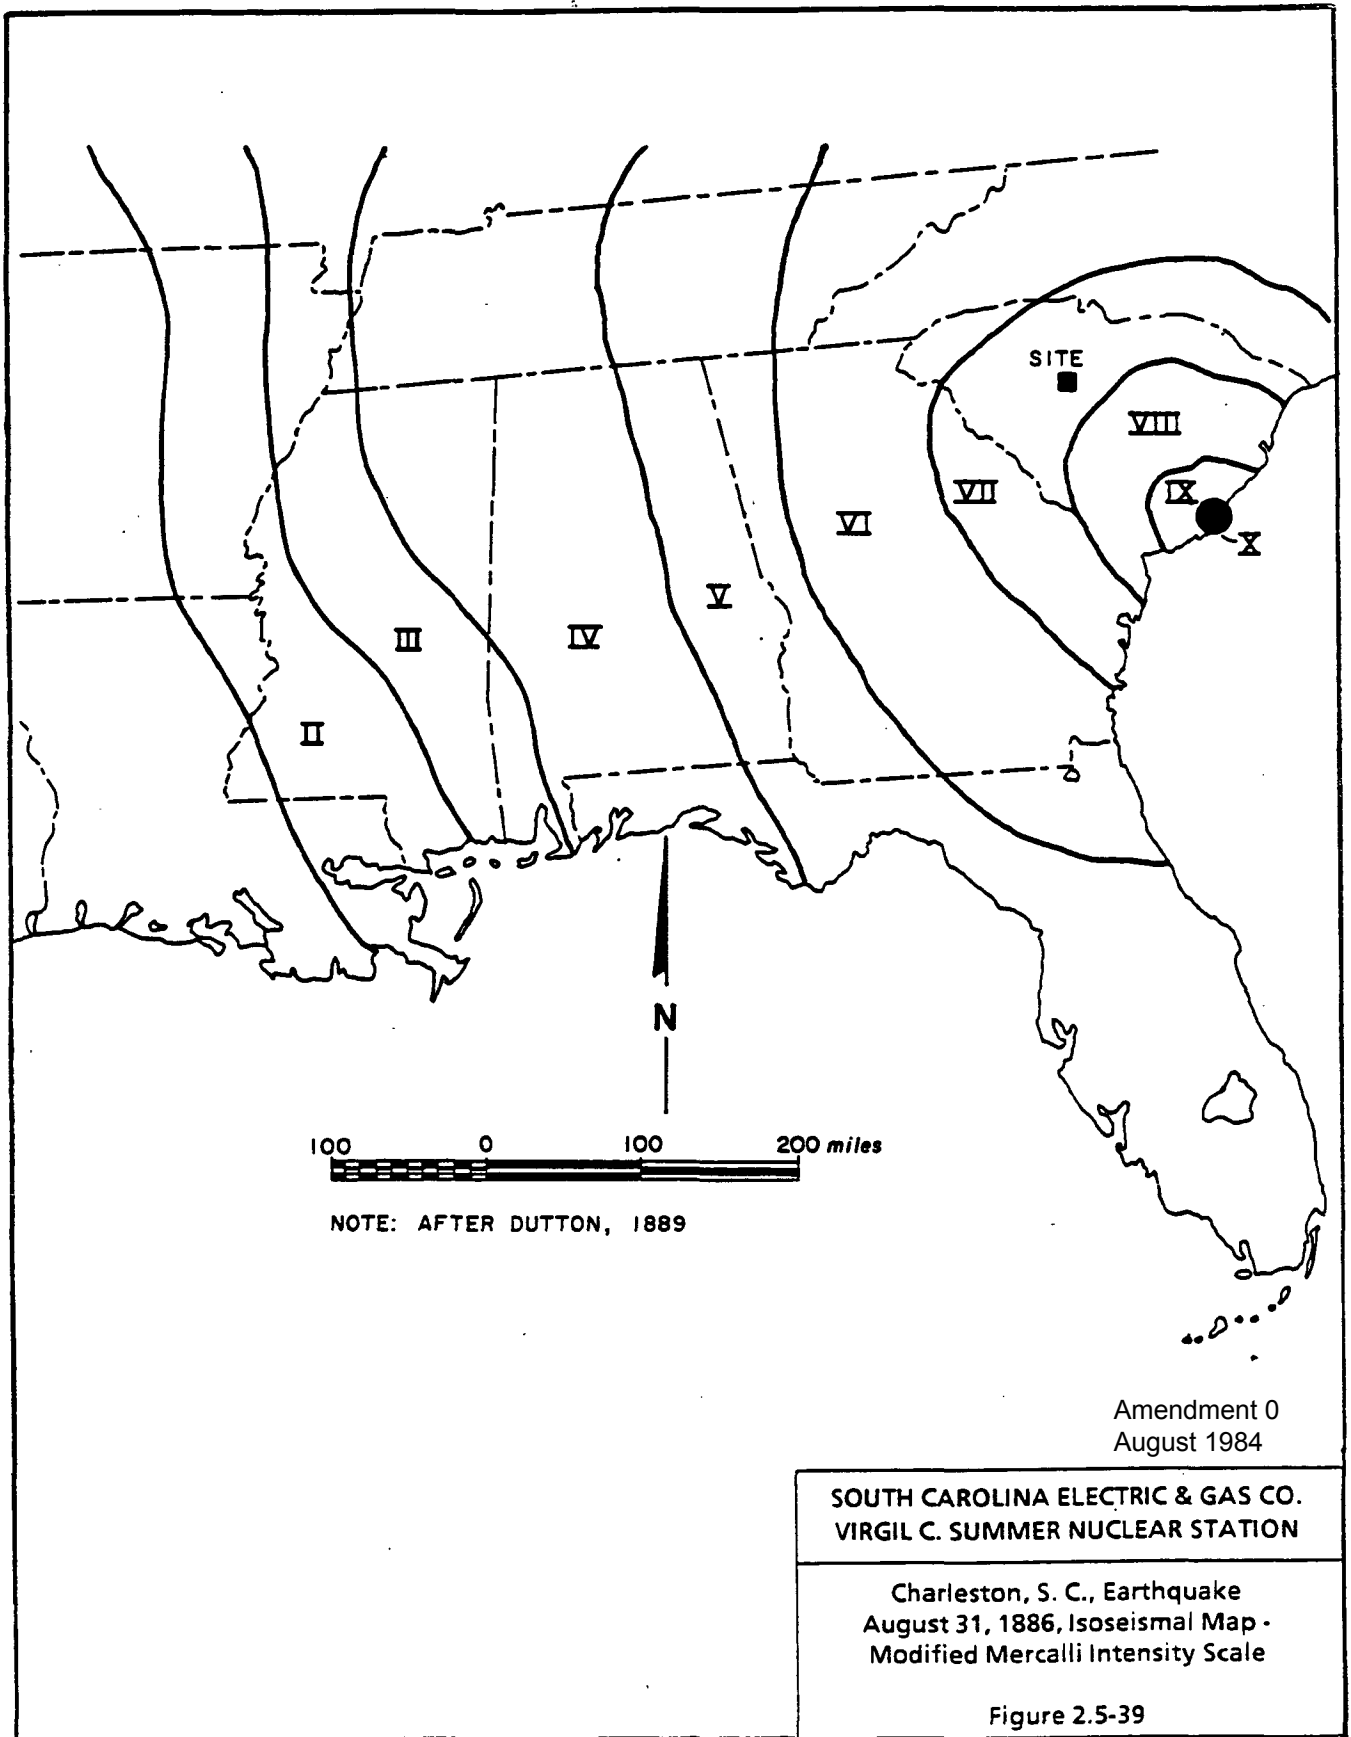 SITE
VIII
IX
VII
X
VI
V
III
IV
II
N
100 0 100 200 miles
NOTE: AFTER DUTTON, 1889
Amendment 0
August 1984
SOUTH CAROLINA ELECTRIC & GAS CO.
VIRGIL C. SUMMER NUCLEAR STATION
Charleston, S. C., Earthquake
August 31, 1886, Isoseismal Map -
Modified Mercalli Intensity Scale
Figure 2.5-39